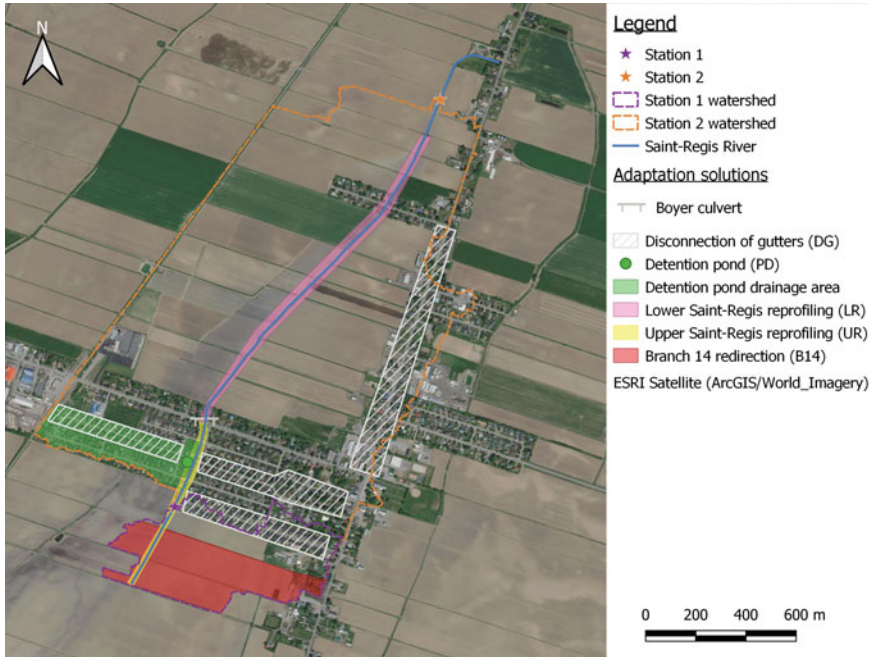 N
Legend
Station 1
Station 2
Station 1 watershed
Station 2 watershed
Saint-Regis River
Adaptation solutions
Boyer culvert
Disconnection of gutters (DG)
Detention pond (PD)
Detention pond drainage area
Lower Saint-Regis reprofiling (LR)
Upper Saint-Regis reprofiling (UR)
Branch 14 redirection (B14)
ESRI Satellite (ArcGIS/World_Imagery)
0 200 400 600 m